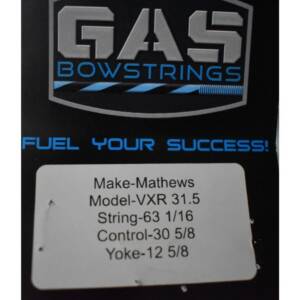 GAS
BOWSTRINGS
FUEL YOUR SUCCESS!
Make-Mathews
Model-VXR 31.5
String-63 1/16
Control-30 5/8
Yoke-12 5/8